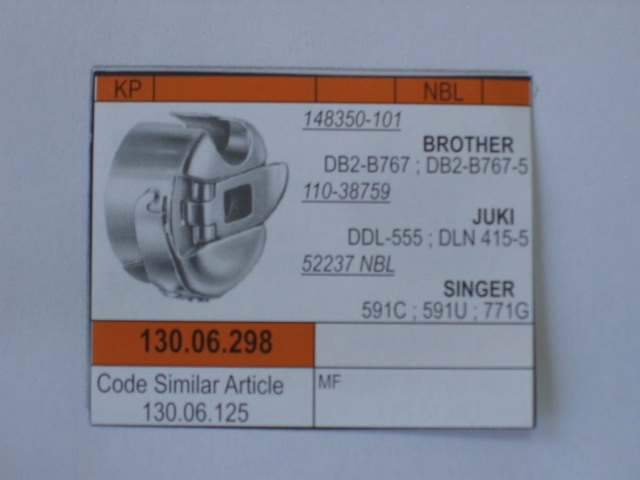 KP NBL
148350-101
BROTHER
DB2-B767 ; DB2-B767-5
110-38759
JUKI
DDL-555 ; DLN 415-5
52237 NBL
SINGER
591C ; 591U ; 771G
130.06.298
Code Similar Article
130.06.125
MF